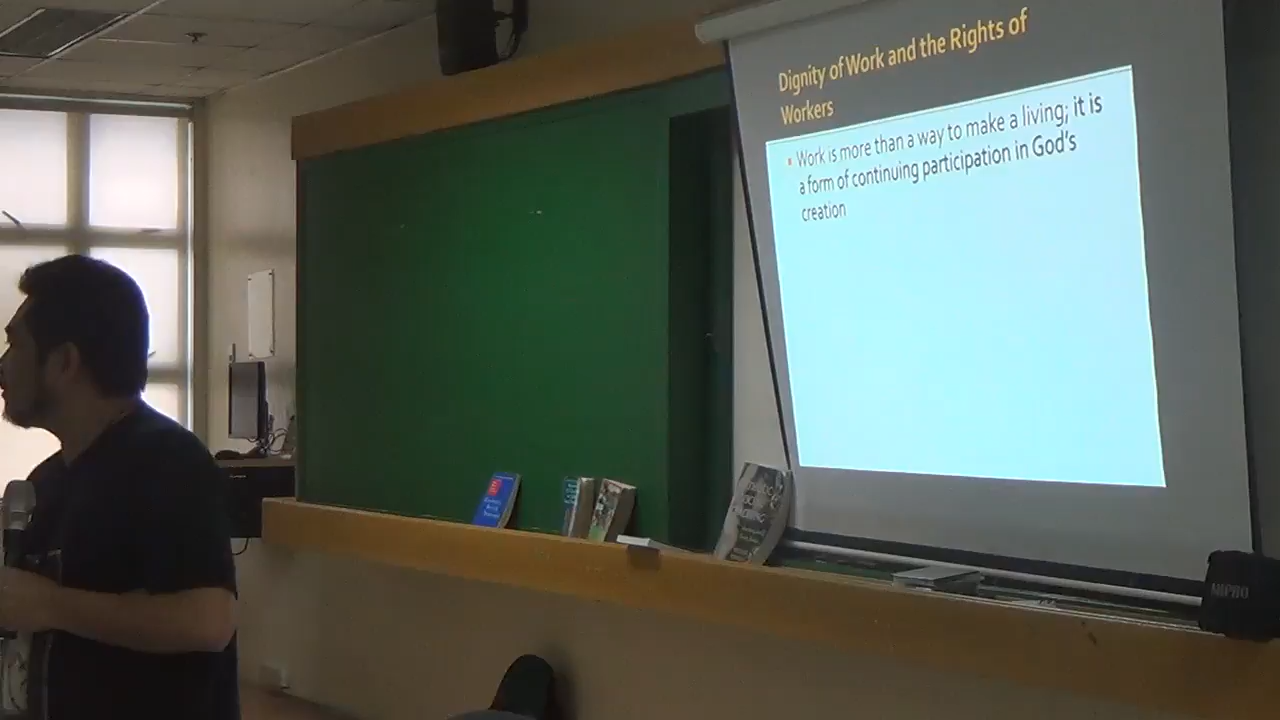 Dignity of Work and the Rights of
Workers
▪ Work is more than a way to make a living; it is
a form of continuing participation in God's
creation
MIPRO